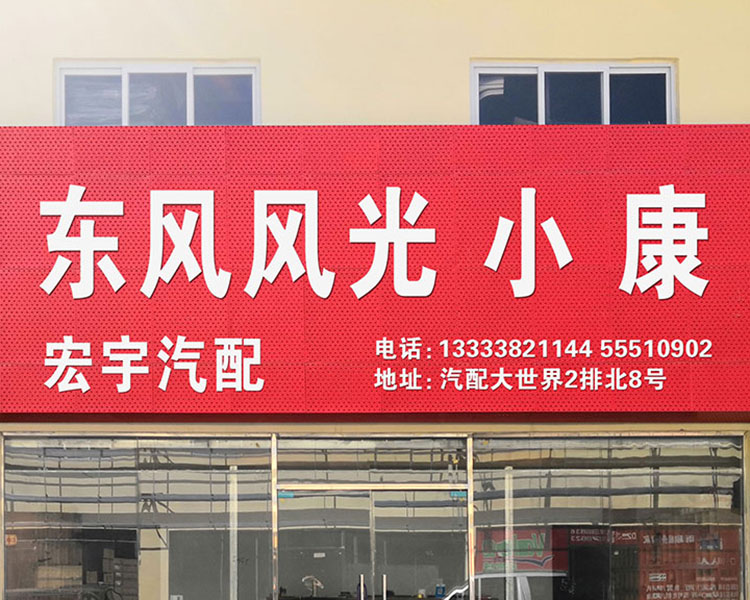 东风风光 小 康
宏宇汽配
电话: 13333821144 55510902
地址: 汽配大世界2排北8号